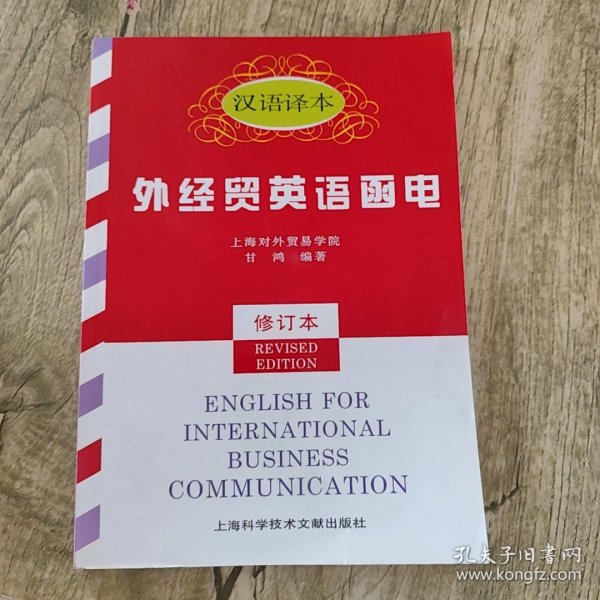 汉语译本
外经贸英语函电
上海对外贸易学院
甘 鸿 编著
修订本
REVISED
EDITION
ENGLISH FOR
INTERNATIONAL
BUSINESS
COMMUNICATION
上海科学技术文献出版社
孔夫子旧书网
www.kongfz.com